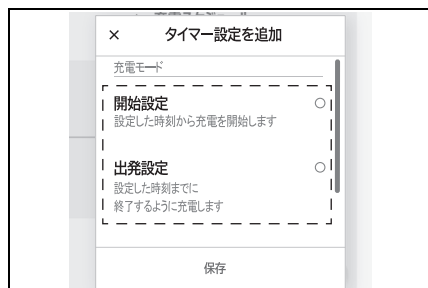 × タイマー設定を追加
充電モード
開始設定
設定した時刻から充電を開始します
出発設定
設定した時刻までに
終了するように充電します
保存